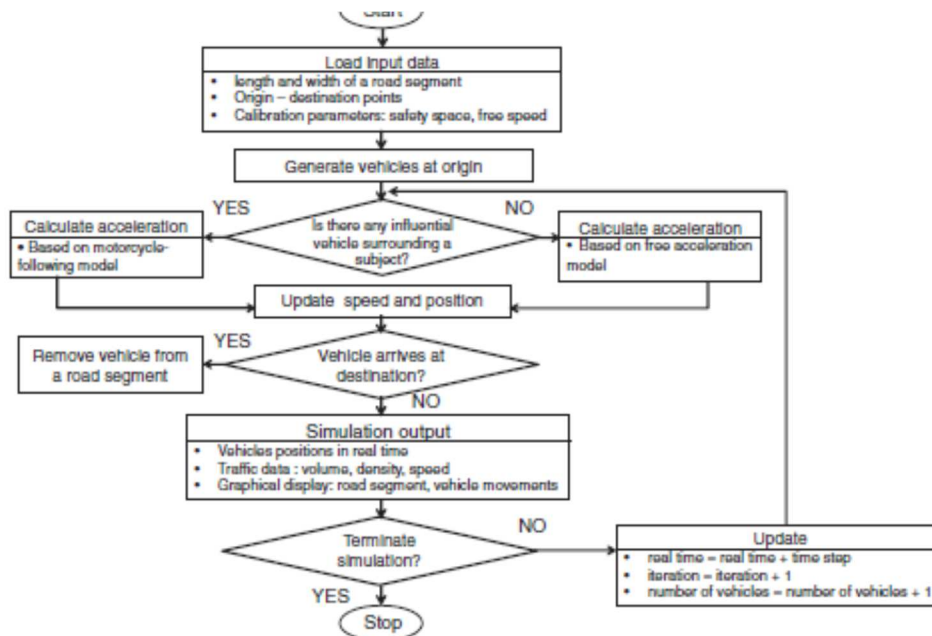 Start
Load input data
• length and width of a road segment
• Origin – destination points
• Calibration parameters: safety space, free speed
Generate vehicles at origin
YES
NO
Calculate acceleration
• Based on motorcycle-
following model
Is there any influential
vehicle surrounding a
subject?
Calculate acceleration
• Based on free acceleration
model
Update speed and position
YES
Remove vehicle from
a road segment
Vehicle arrives at
destination?
NO
Simulation output
• Vehicles positions in real time
• Traffic data : volume, density, speed
• Graphical display: road segment, vehicle movements
NO
Terminate
simulation?
Update
• real time = real time + time step
• iteration = iteration + 1
• number of vehicles = number of vehicles + 1
YES
Stop